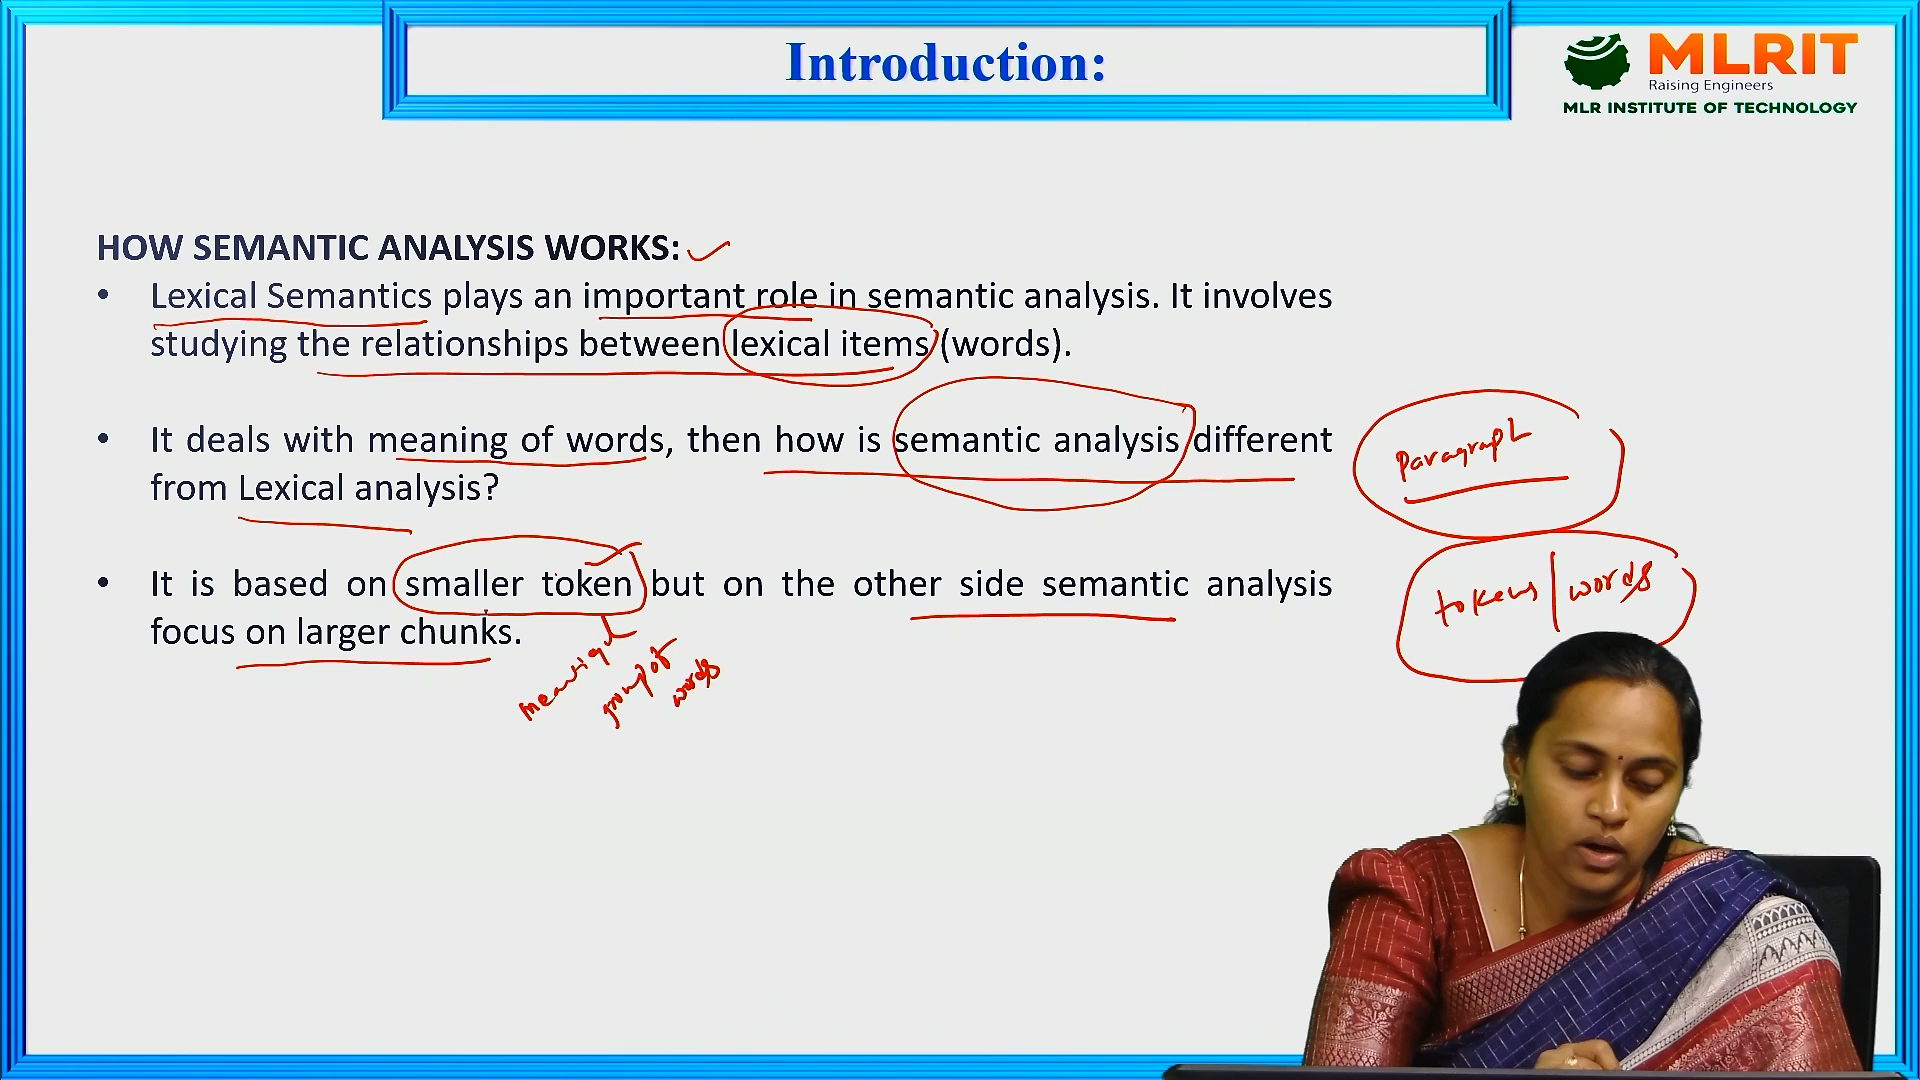 Introduction:
MLRIT
Raising Engineers
MLR INSTITUTE OF TECHNOLOGY
HOW SEMANTIC ANALYSIS WORKS:
• Lexical Semantics plays an important role in semantic analysis. It involves
studying the relationships between lexical items (words).
• It deals with meaning of words, then how is semantic analysis different
from Lexical analysis?
• It is based on smaller token but on the other side semantic analysis
focus on larger chunks.
paragraph
tokens | words
group of
words